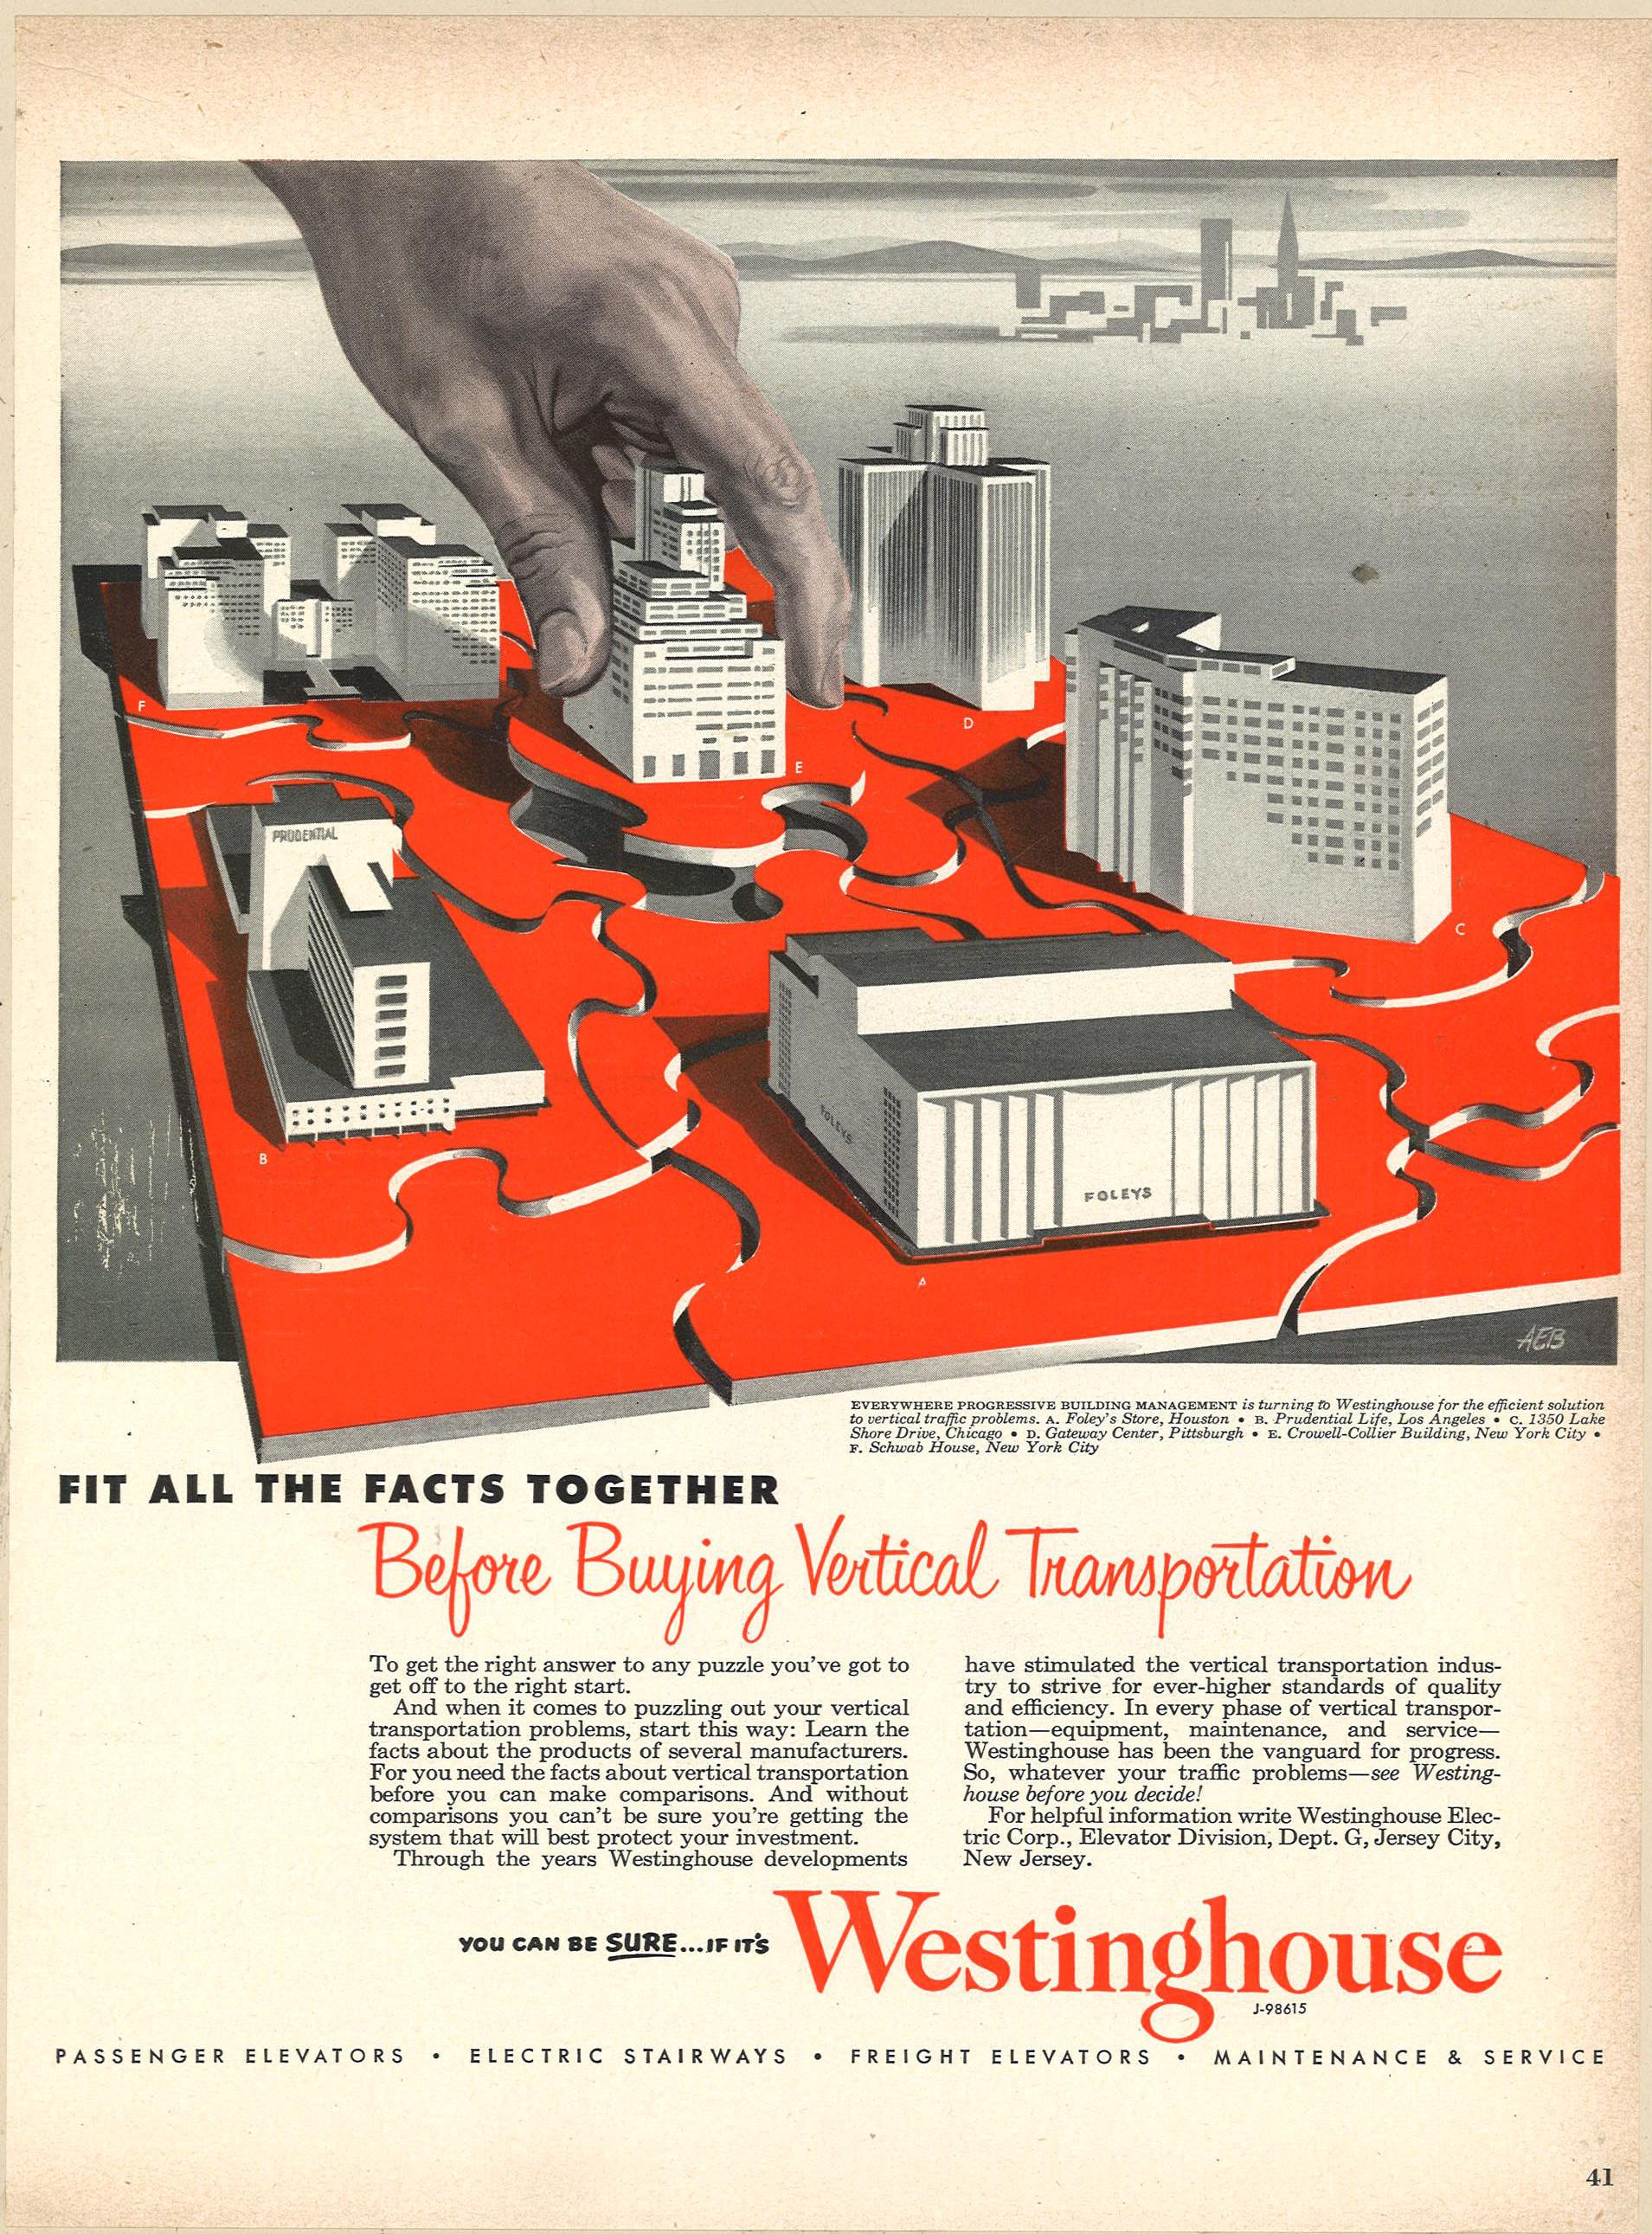 F
D
E
PRUDENTIAL
C
FOLEYS
B
FOLEYS
A
AEB
EVERYWHERE PROGRESSIVE BUILDING MANAGEMENT is turning to Westinghouse for the efficient solution
to vertical traffic problems. A. Foley's Store, Houston • B. Prudential Life, Los Angeles • C. 1350 Lake
Shore Drive, Chicago • D. Gateway Center, Pittsburgh • E. Crowell-Collier Building, New York City •
F. Schwab House, New York City
FIT ALL THE FACTS TOGETHER
Before Buying Vertical Transportation
To get the right answer to any puzzle you've got to
get off to the right start.
And when it comes to puzzling out your vertical
transportation problems, start this way: Learn the
facts about the products of several manufacturers.
For you need the facts about vertical transportation
before you can make comparisons. And without
comparisons you can't be sure you're getting the
system that will best protect your investment.
Through the years Westinghouse developments
have stimulated the vertical transportation indus-
try to strive for ever-higher standards of quality
and efficiency. In every phase of vertical transpor-
tation—equipment, maintenance, and service—
Westinghouse has been the vanguard for progress.
So, whatever your traffic problems—see Westing-
house before you decide!
For helpful information write Westinghouse Elec-
tric Corp., Elevator Division, Dept. G, Jersey City,
New Jersey.
YOU CAN BE SURE...IF IT'S Westinghouse
J-98615
PASSENGER ELEVATORS • ELECTRIC STAIRWAYS • FREIGHT ELEVATORS • MAINTENANCE & SERVICE
41